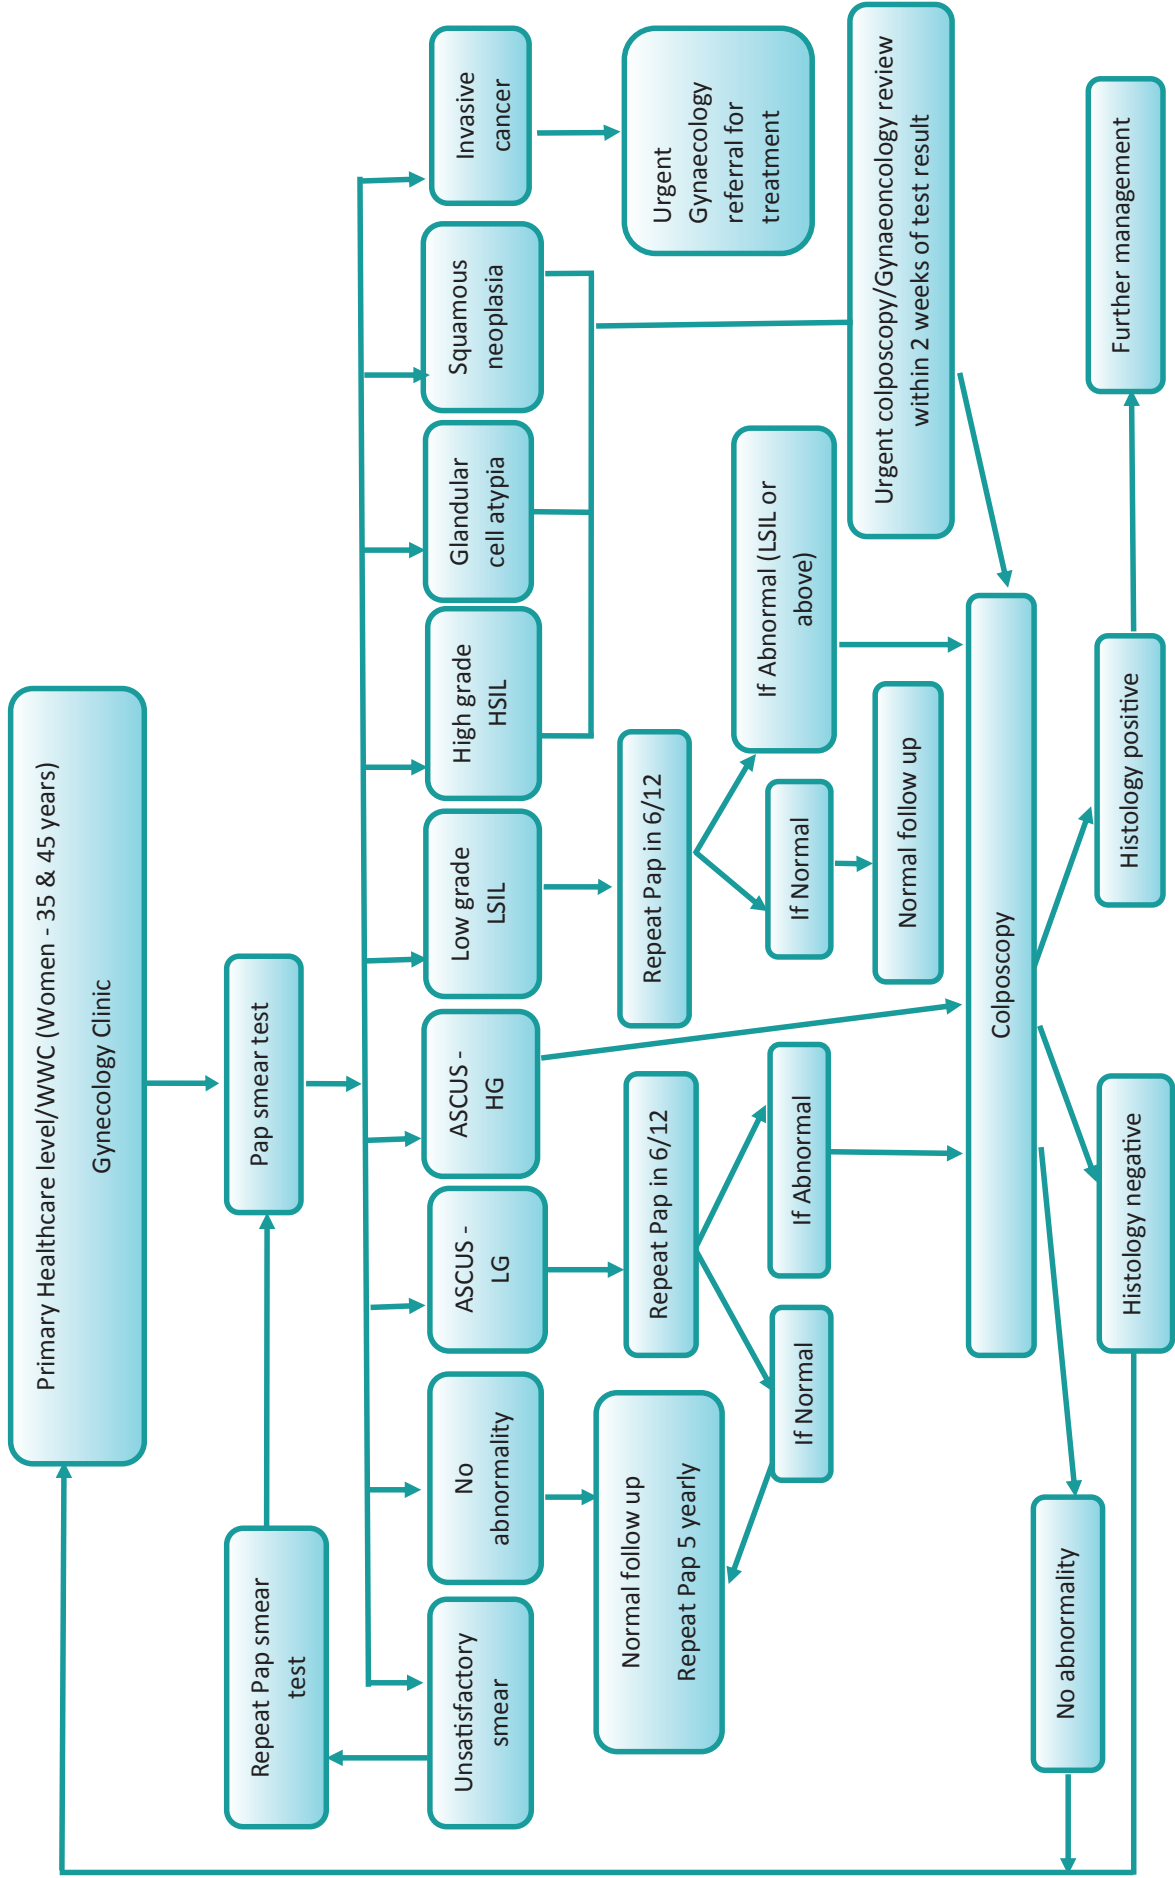 Primary Healthcare level/WWC (Women - 35 & 45 years)
Gynecology Clinic
Repeat Pap smear
test
Pap smear test
Unsatisfactory
smear
No
abnormality
ASCUS -
LG
ASCUS -
HG
Low grade
LSIL
High grade
HSIL
Glandular
cell atypia
Squamous
neoplasia
Invasive
cancer
Normal follow up
Repeat Pap 5 yearly
Repeat Pap in 6/12
Repeat Pap in 6/12
Urgent
Gynaecology
referral for
treatment
If Normal
If Abnormal
If Normal
If Abnormal (LSIL or
above)
Normal follow up
Urgent colposcopy/Gynaeoncology review
within 2 weeks of test result
Colposcopy
No abnormality
Histology negative
Histology positive
Further management